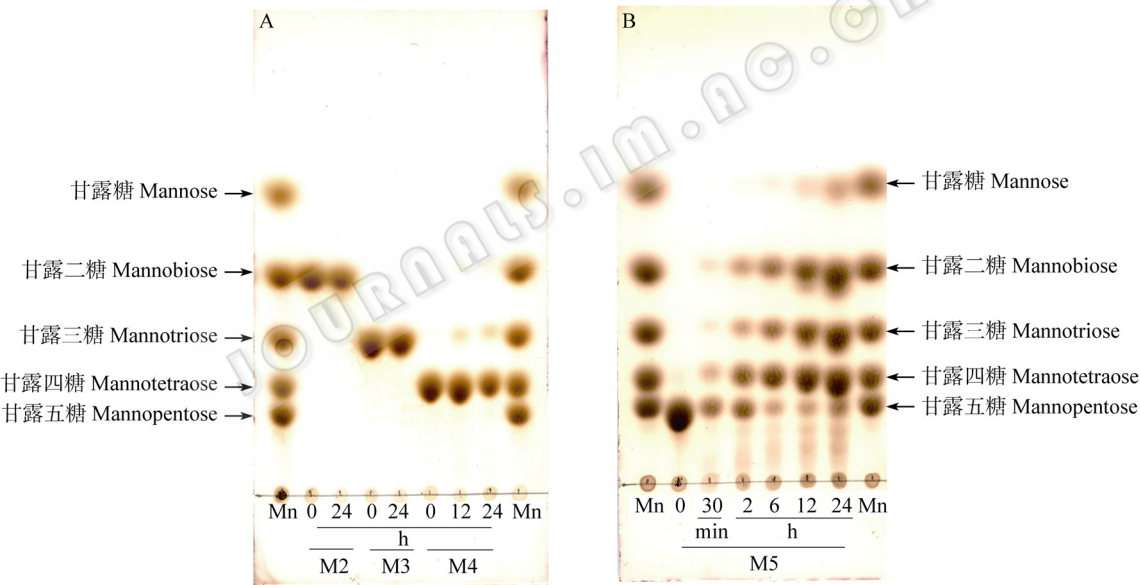 A
B
JOURNALS.IM.AC.CN
甘露糖 Mannose
甘露二糖 Mannobiose
甘露三糖 Mannotriose
甘露四糖 Mannotetraose
甘露五糖 Mannopentose
甘露糖 Mannose
甘露二糖 Mannobiose
甘露三糖 Mannotriose
甘露四糖 Mannotetraose
甘露五糖 Mannopentose
Mn 0 24 0 24 0 12 24 Mn
h
M2 M3 M4
Mn 0 30 2 6 12 24 Mn
min h
M5